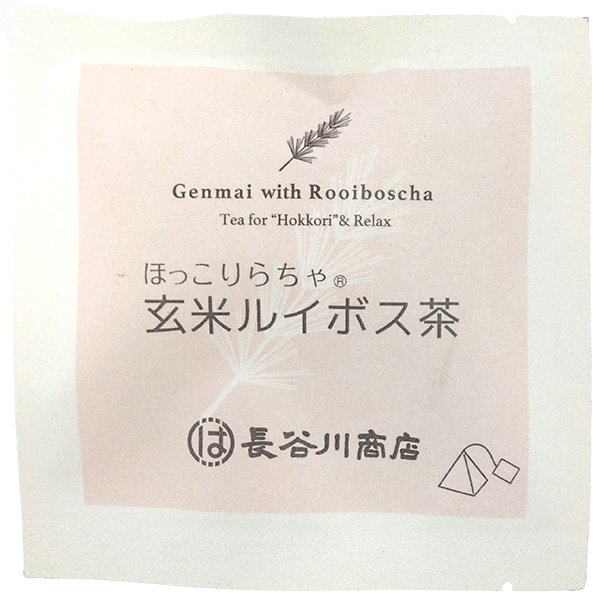 Genmai with Rooiboscha
Tea for “Hokkori”& Relax
ほっこりらちゃ®
玄米ルイボス茶
は 長谷川商店